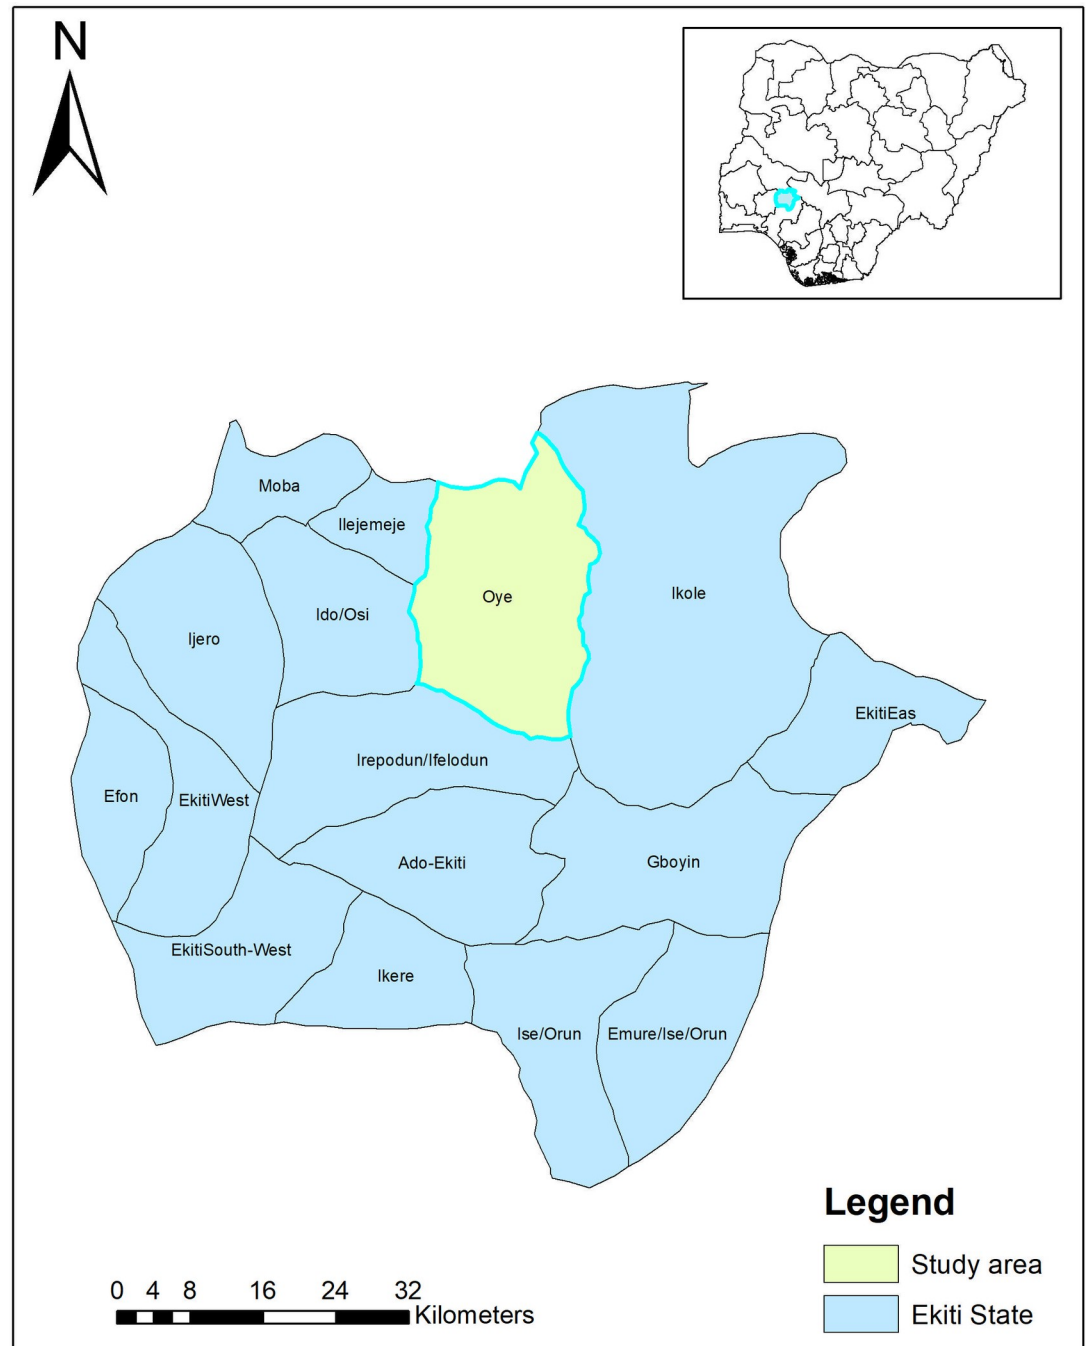 N
Moba
Ilejemeje
Oye
Ikole
Ido/Osi
Ijero
EkitiEas
Irepodun/Ifelodun
Efon
EkitiWest
Ado-Ekiti
Gboyin
EkitiSouth-West
Ikere
Ise/Orun
Emure/Ise/Orun
Legend
Study area
Ekiti State
0 4 8 16 24 32
Kilometers